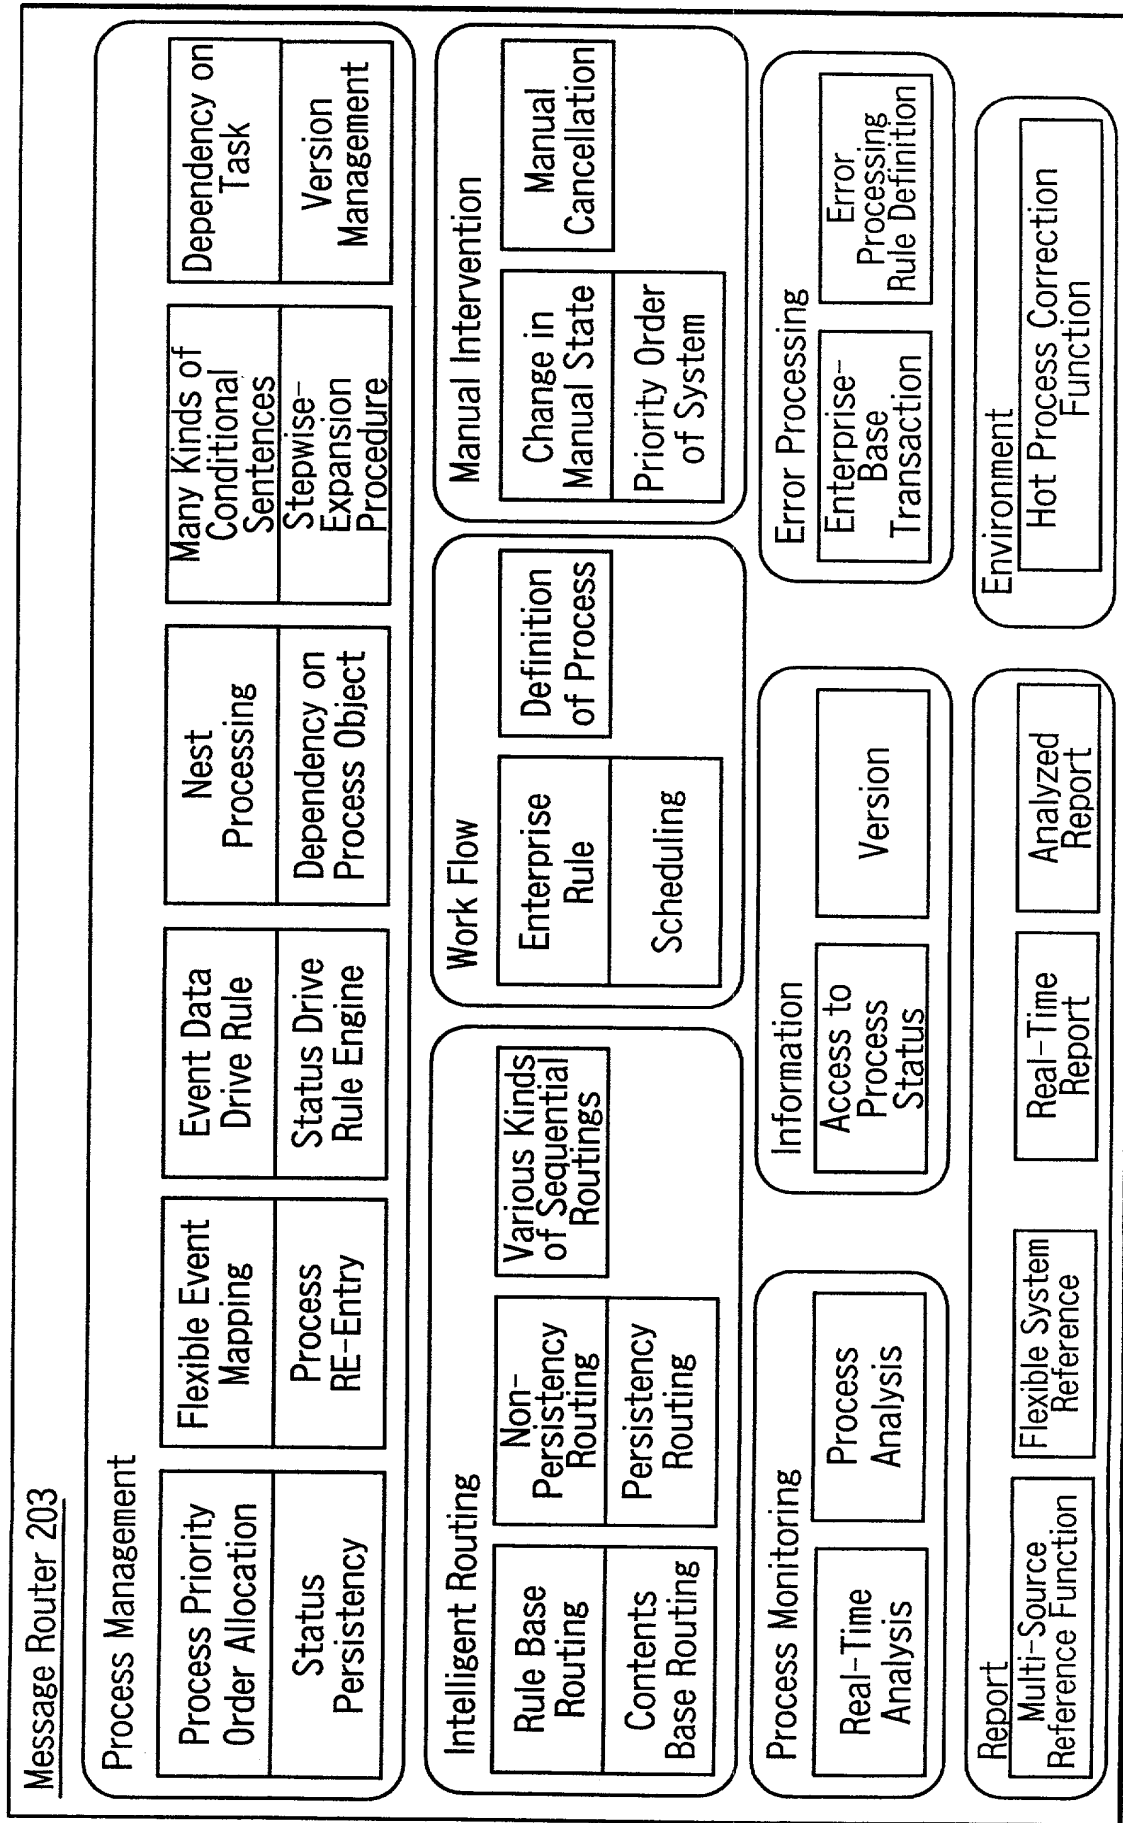 Message Router 203
Process Management
Process Priority
Order Allocation
Status
Persistency
Flexible Event
Mapping
Process
RE-Entry
Event Data
Drive Rule
Status Drive
Rule Engine
Nest
Processing
Dependency on
Process Object
Many Kinds of
Conditional
Sentences
Stepwise-
Expansion
Procedure
Dependency on
Task
Version
Management
Intelligent Routing
Rule Base
Routing
Contents
Base Routing
Non-
Persistency
Routing
Persistency
Routing
Various Kinds
of Sequential
Routings
Work Flow
Enterprise
Rule
Scheduling
Definition
of Process
Manual Intervention
Change in
Manual State
Priority Order
of System
Manual
Cancellation
Process Monitoring
Real-Time
Analysis
Process
Analysis
Information
Access to
Process
Status
Version
Error Processing
Enterprise-
Base
Transaction
Error
Processing
Rule Definition
Report
Multi-Source
Reference Function
Flexible System
Reference
Real-Time
Report
Analyzed
Report
Environment
Hot Process Correction
Function